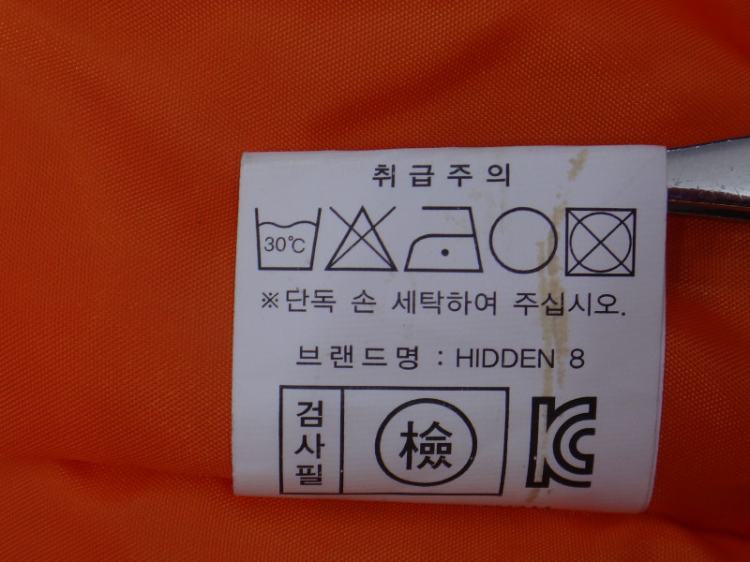 취급주의
30℃
※단독 손 세탁하여 주십시오.
브랜드명 : HIDDEN 8
검사필
檢
KC